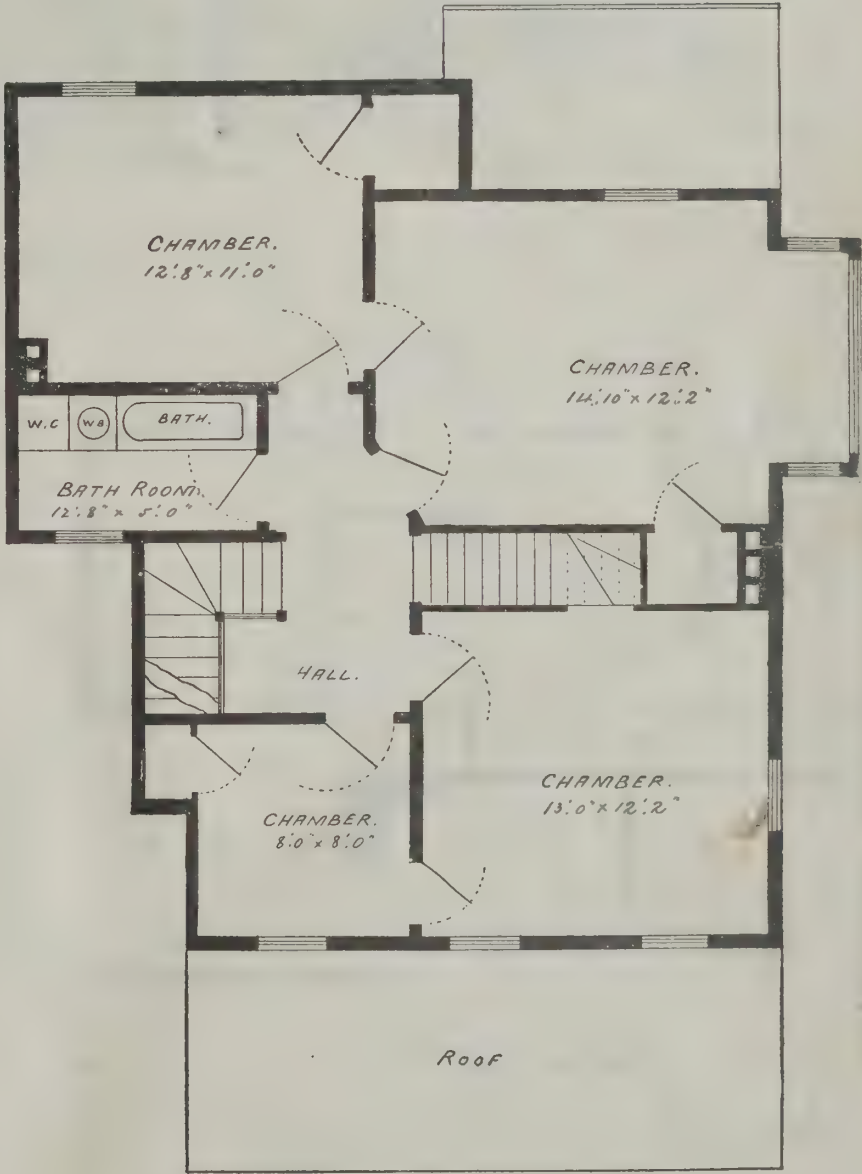 CHAMBER.
12'.8" x 11'.0"
CHAMBER.
14'.10" x 12'.2"
W.C
WB
BATH.
BATH ROOM.
12'.8" x 5'.0"
HALL.
CHAMBER.
13'.0" x 12'.2"
CHAMBER.
8'.0" x 8'.0"
ROOF